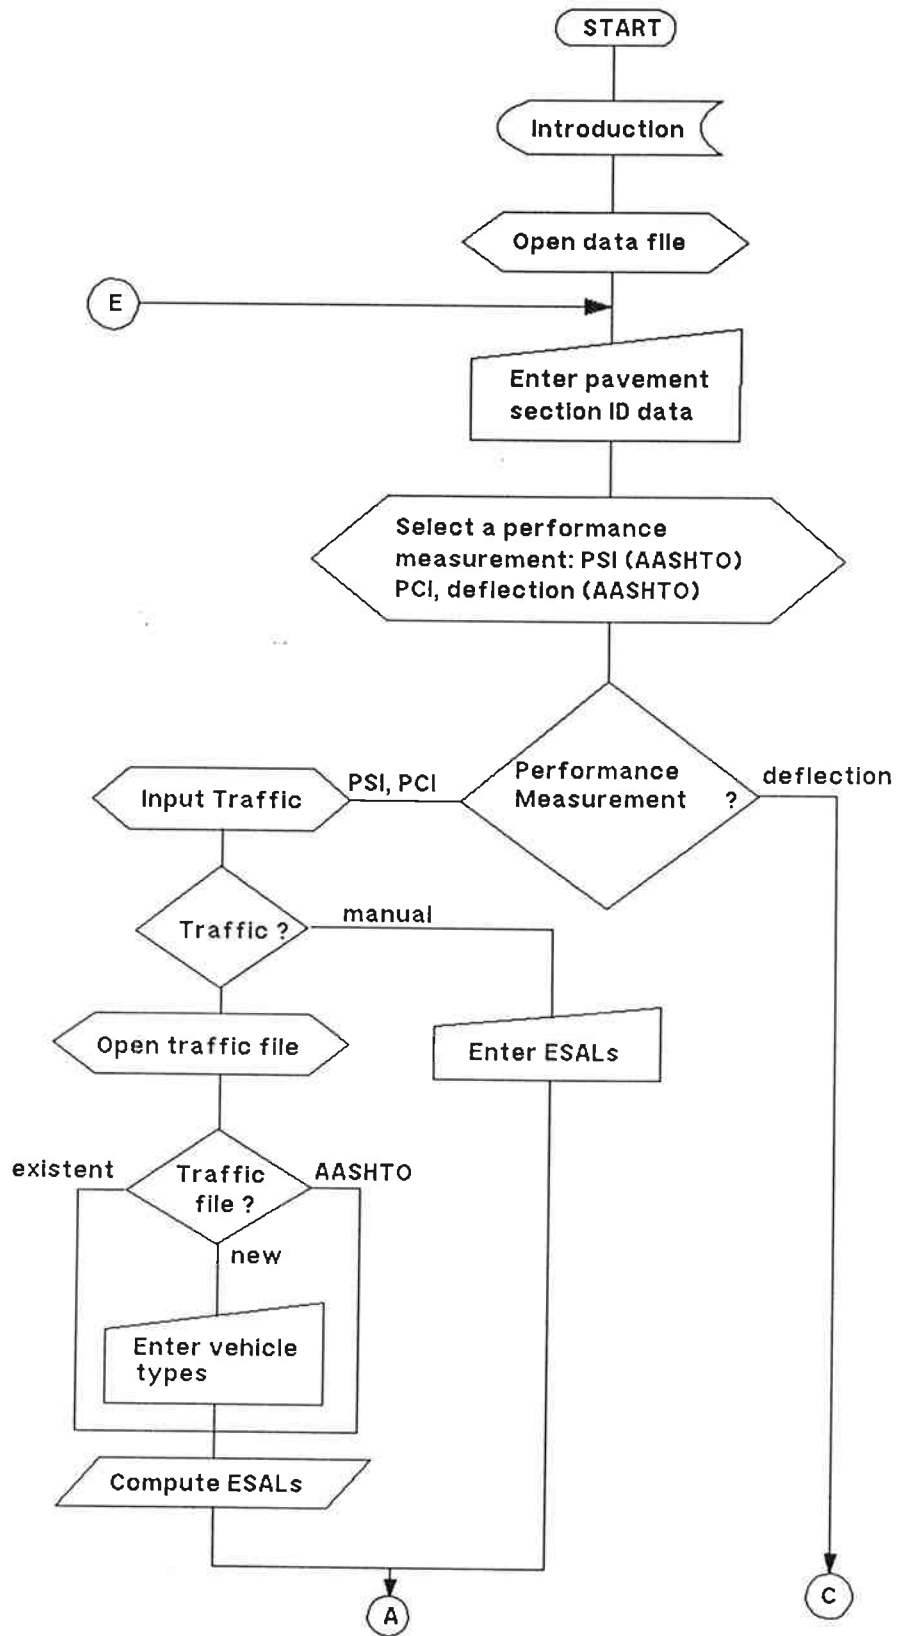 START
Introduction
Open data file
E
Enter pavement
section ID data
Select a performance
measurement: PSI (AASHTO)
PCI, deflection (AASHTO)
Performance
Measurement ?
deflection
PSI, PCI
Input Traffic
Traffic ?
manual
Open traffic file
Enter ESALs
existent
Traffic
file ?
AASHTO
new
Enter vehicle
types
Compute ESALs
A
C